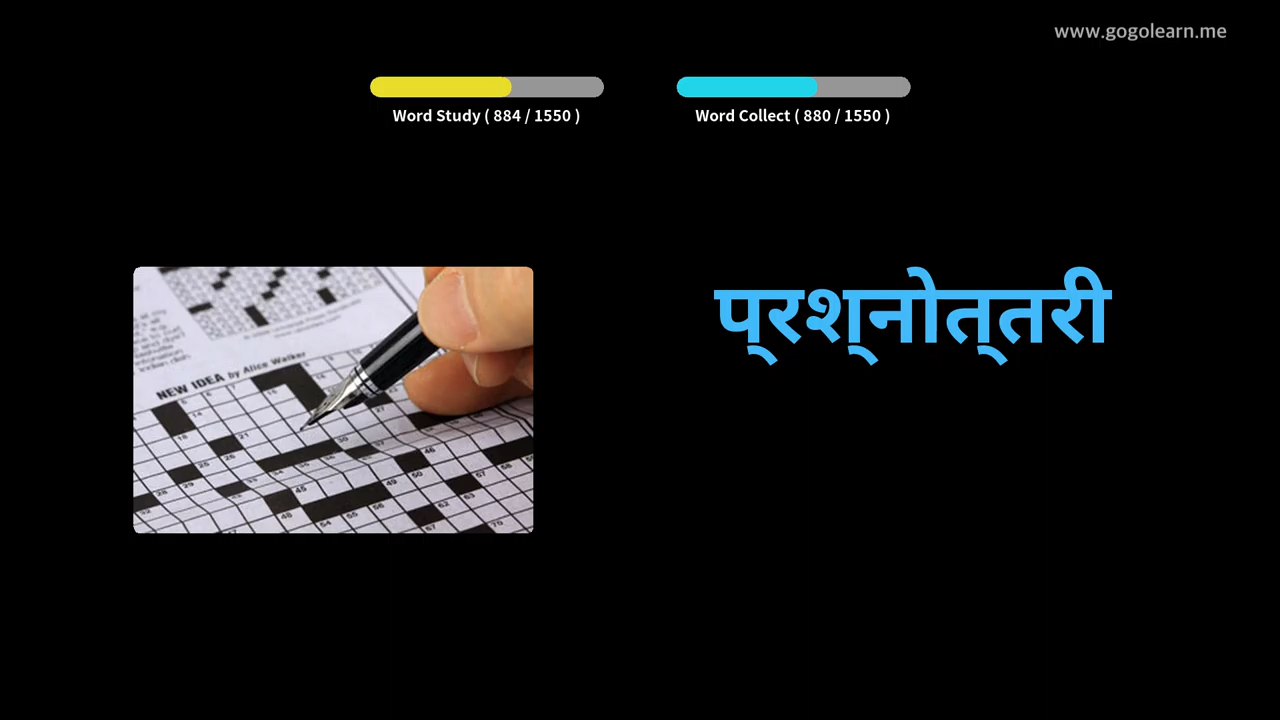 www.gogolearn.me
Word Study ( 884 / 1550 )
Word Collect ( 880 / 1550 )
प्रश्नोत्तरी
NEW IDEA by Alice Walker